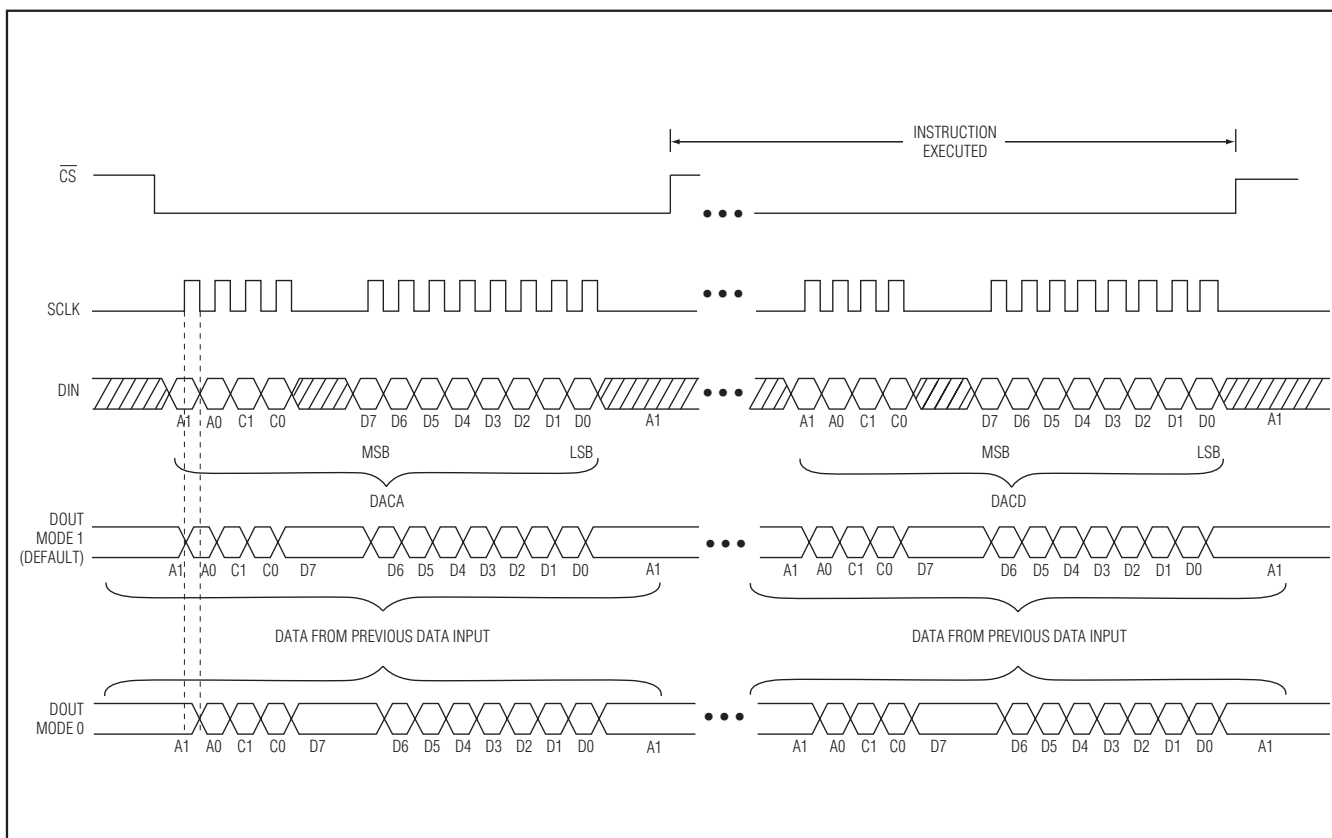 INSTRUCTION
EXECUTED
CS
SCLK
DIN
A1 A0 C1 C0 D7 D6 D5 D4 D3 D2 D1 D0 A1 A1 A0 C1 C0 D7 D6 D5 D4 D3 D2 D1 D0 A1
MSB LSB MSB LSB
DACA DACD
DOUT
MODE 1
(DEFAULT)
A1 A0 C1 C0 D7 D6 D5 D4 D3 D2 D1 D0 A1 A1 A0 C1 C0 D7 D6 D5 D4 D3 D2 D1 D0 A1
DATA FROM PREVIOUS DATA INPUT DATA FROM PREVIOUS DATA INPUT
DOUT
MODE 0
A1 A0 C1 C0 D7 D6 D5 D4 D3 D2 D1 D0 A1 A1 A0 C1 C0 D7 D6 D5 D4 D3 D2 D1 D0 A1